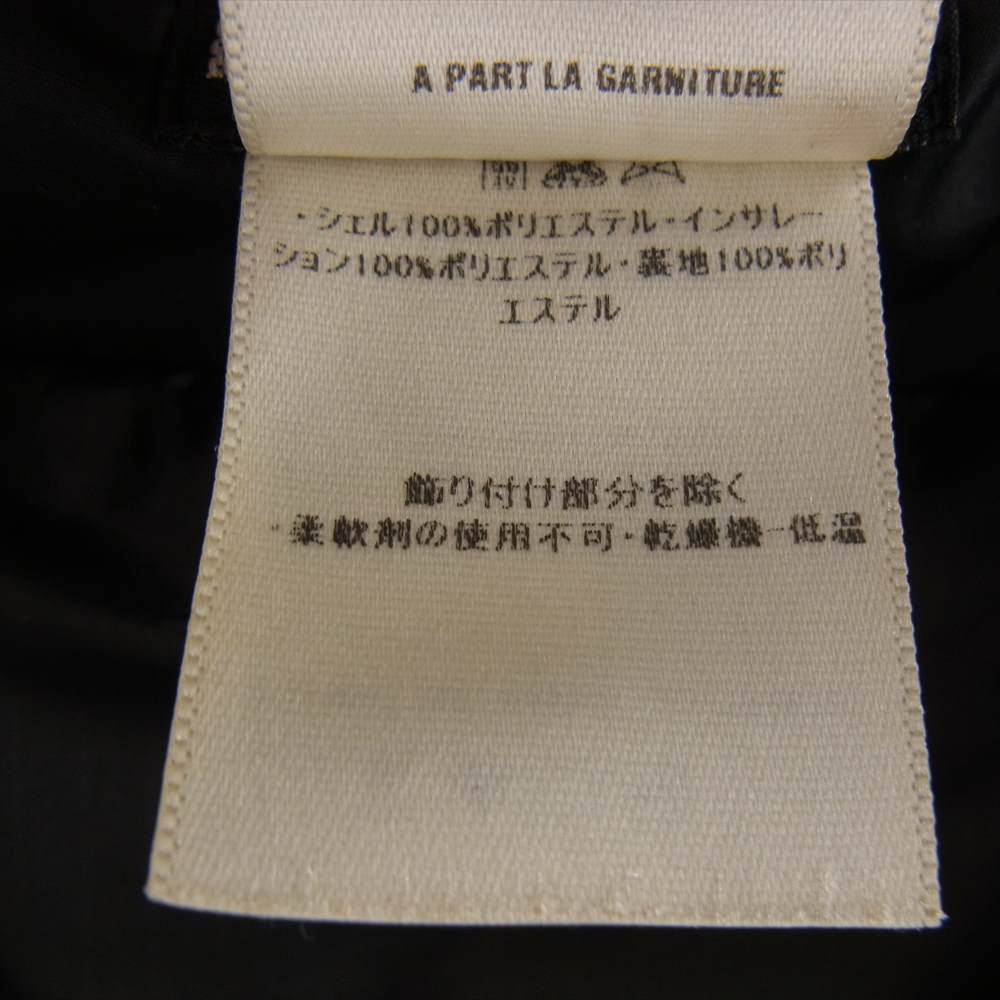 A PART LA GARNITURE
・シェル100%ポリエステル・インサレー
ション100%ポリエステル・裏地100%ポリ
エステル
飾り付け部分を除く
・柔軟剤の使用不可・乾燥機−低温